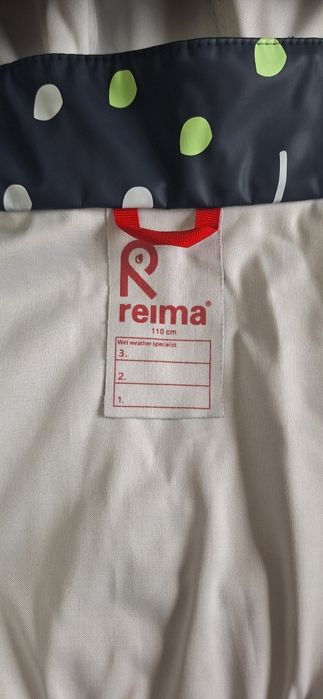 reima®
110 cm
Wet weather specialist
3.
2.
1.